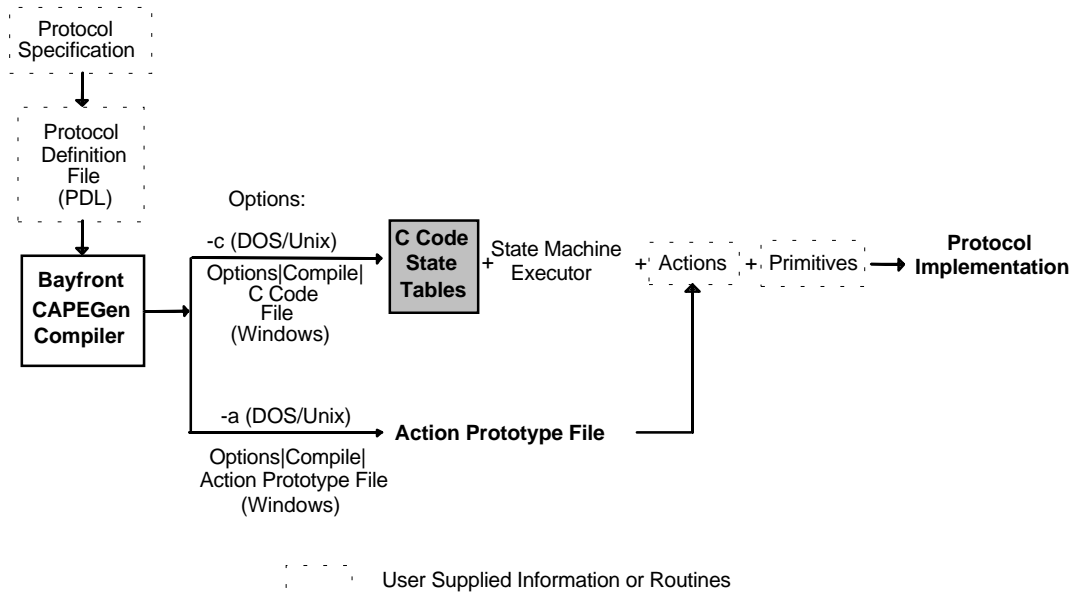 Protocol
Specification
Protocol
Definition
File
(PDL)
Bayfront
CAPEGen
Compiler
Options:
-c (DOS/Unix)
Options|Compile|
C Code
File
(Windows)
C Code
State
Tables
+
State Machine
Executor
+ Actions + Primitives
Protocol
Implementation
-a (DOS/Unix)
Options|Compile|
Action Prototype File
(Windows)
Action Prototype File
User Supplied Information or Routines